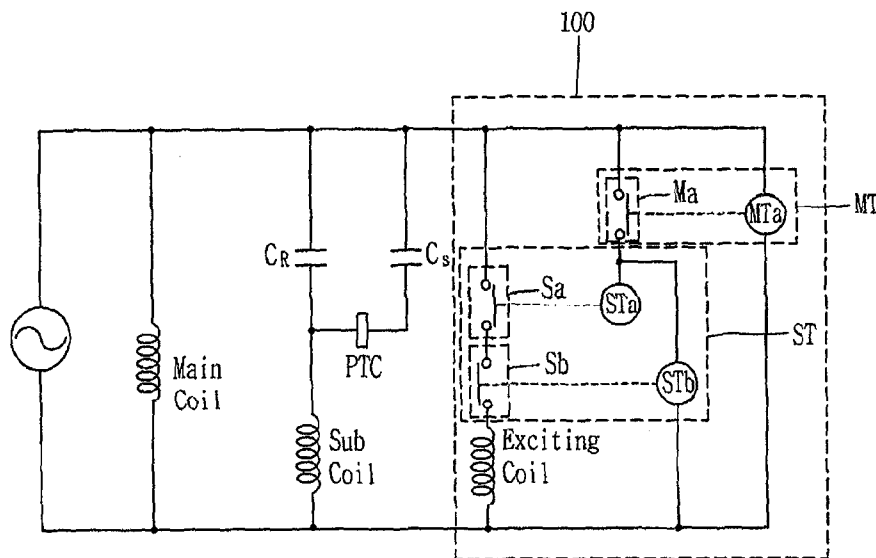 100
Ma
MTa
MT
CR
Cs
Sa
STa
ST
PTC
Sb
STb
Main
Coil
Sub
Coil
Exciting
Coil